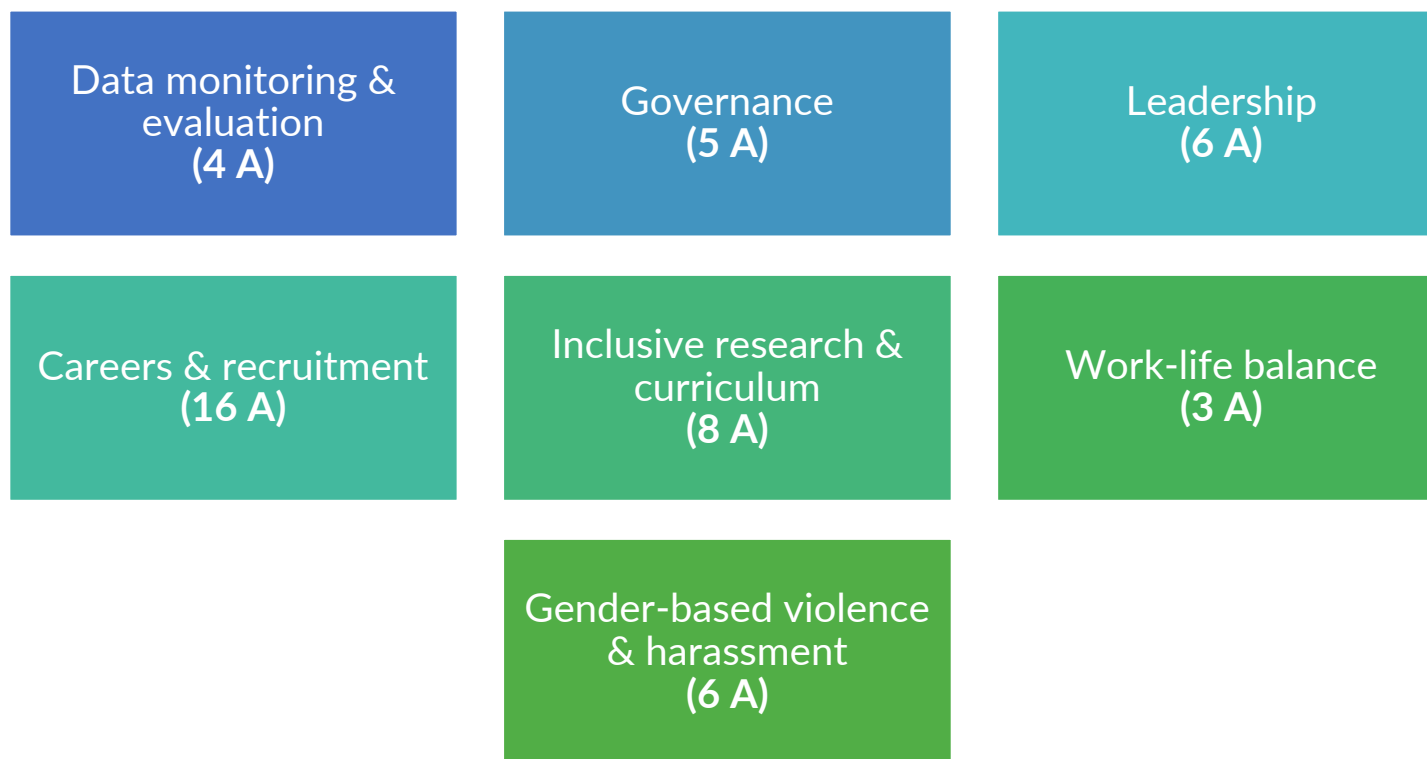 Data monitoring &
evaluation
(4 A)
Governance
(5 A)
Leadership
(6 A)
Careers & recruitment
(16 A)
Inclusive research &
curriculum
(8 A)
Work-life balance
(3 A)
Gender-based violence
& harassment
(6 A)